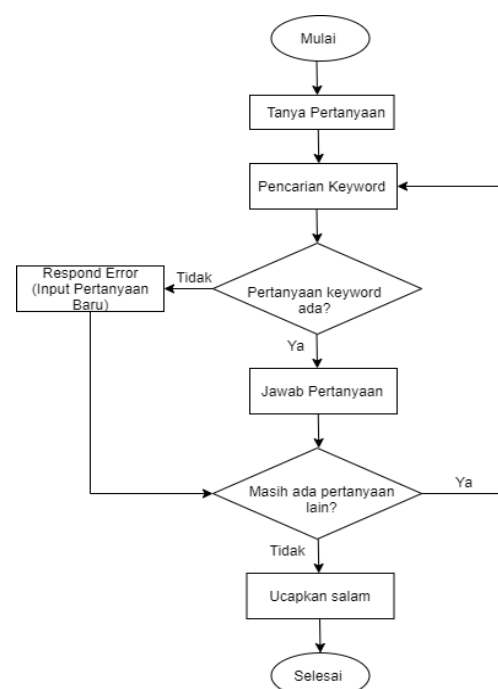 Mulai
Tanya Pertanyaan
Pencarian Keyword
Respond Error
(Input Pertanyaan
Baru)
Tidak
Pertanyaan keyword
ada?
Ya
Jawab Pertanyaan
Masih ada pertanyaan
lain?
Ya
Tidak
Ucapkan salam
Selesai